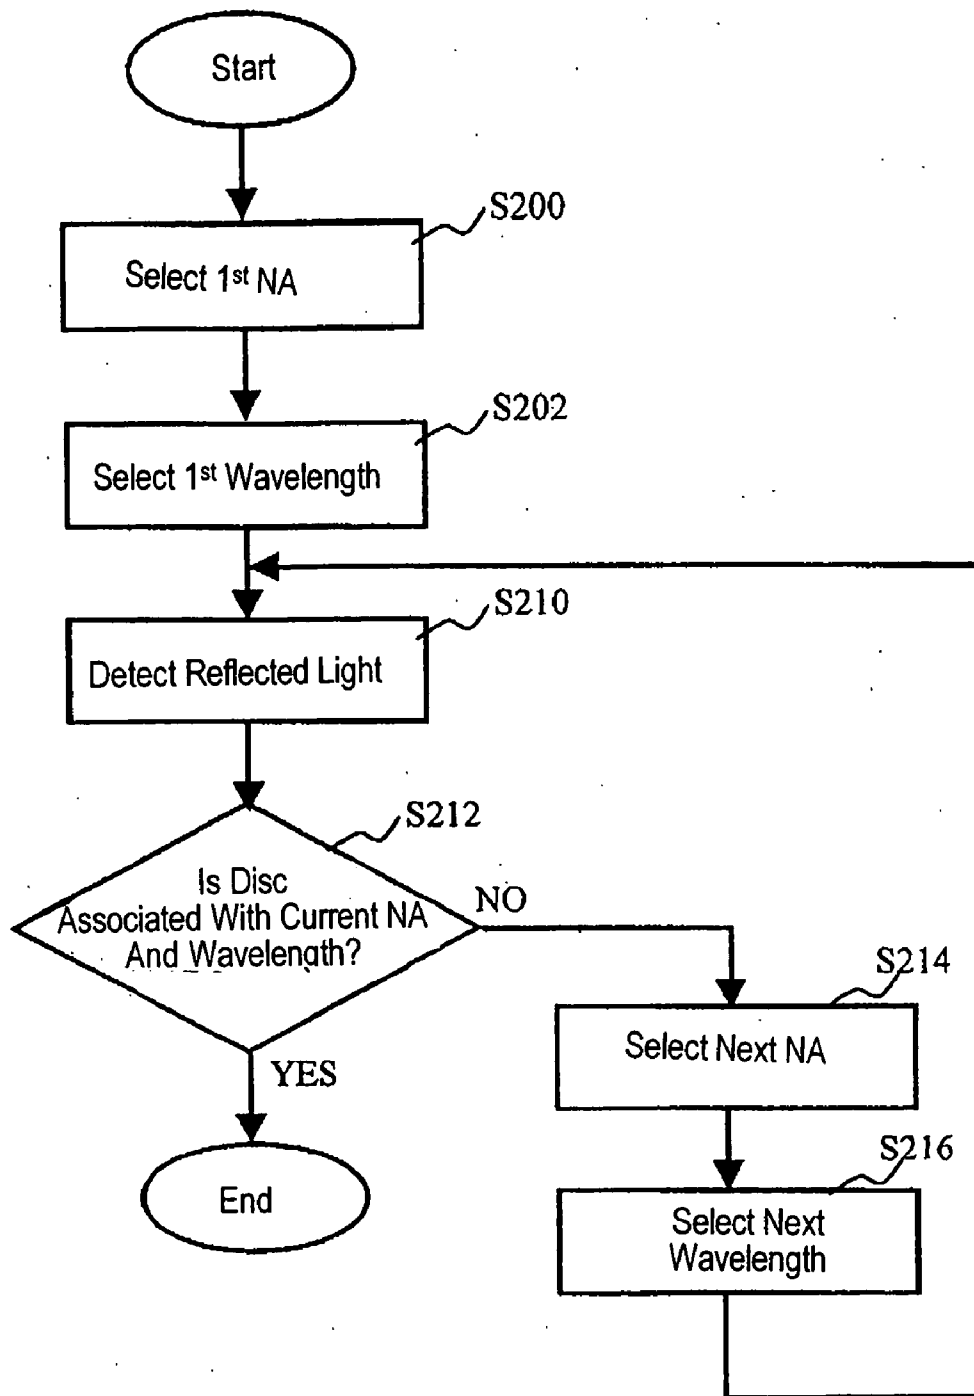 Start
S200
Select 1st NA
S202
Select 1st Wavelength
S210
Detect Reflected Light
S212
Is Disc
Associated With Current NA
And Wavelength?
NO
YES
End
S214
Select Next NA
S216
Select Next
Wavelength